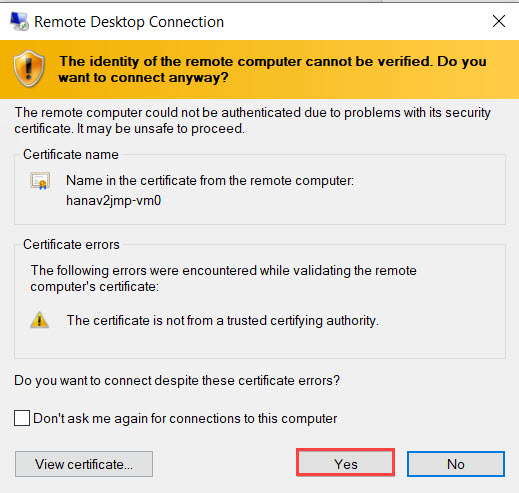 Remote Desktop Connection
The identity of the remote computer cannot be verified. Do you
want to connect anyway?
The remote computer could not be authenticated due to problems with its security
certificate. It may be unsafe to proceed.
Certificate name
Name in the certificate from the remote computer:
hanav2jmp-vm0
Certificate errors
The following errors were encountered while validating the remote
computer's certificate:
The certificate is not from a trusted certifying authority.
Do you want to connect despite these certificate errors?
Don't ask me again for connections to this computer
View certificate...
Yes
No